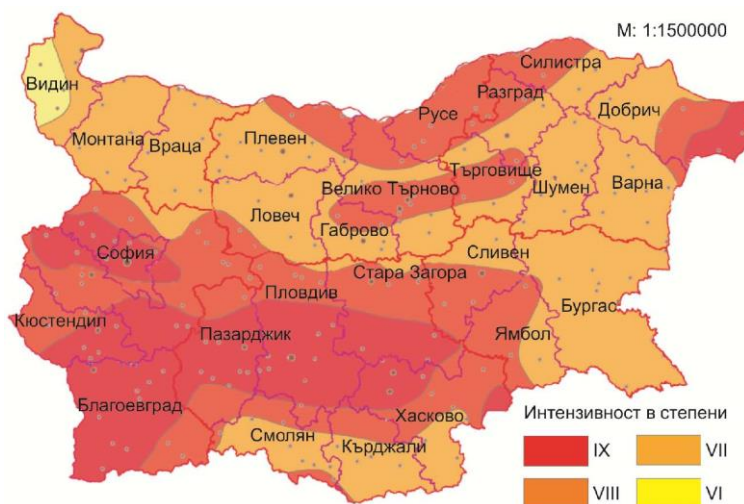 М: 1:1500000
Силистра
Видин
Разград
Русе
Добрич
Монтана
Враца
Плевен
Търговище
Велико Търново
Шумен
Варна
Ловеч
Габрово
София
Сливен
Стара Загора
Пловдив
Бургас
Кюстендил
Пазарджик
Ямбол
Благоевград
Хасково
Интензивност в степени
Смолян
Кърджали
IX
VII
VIII
VI